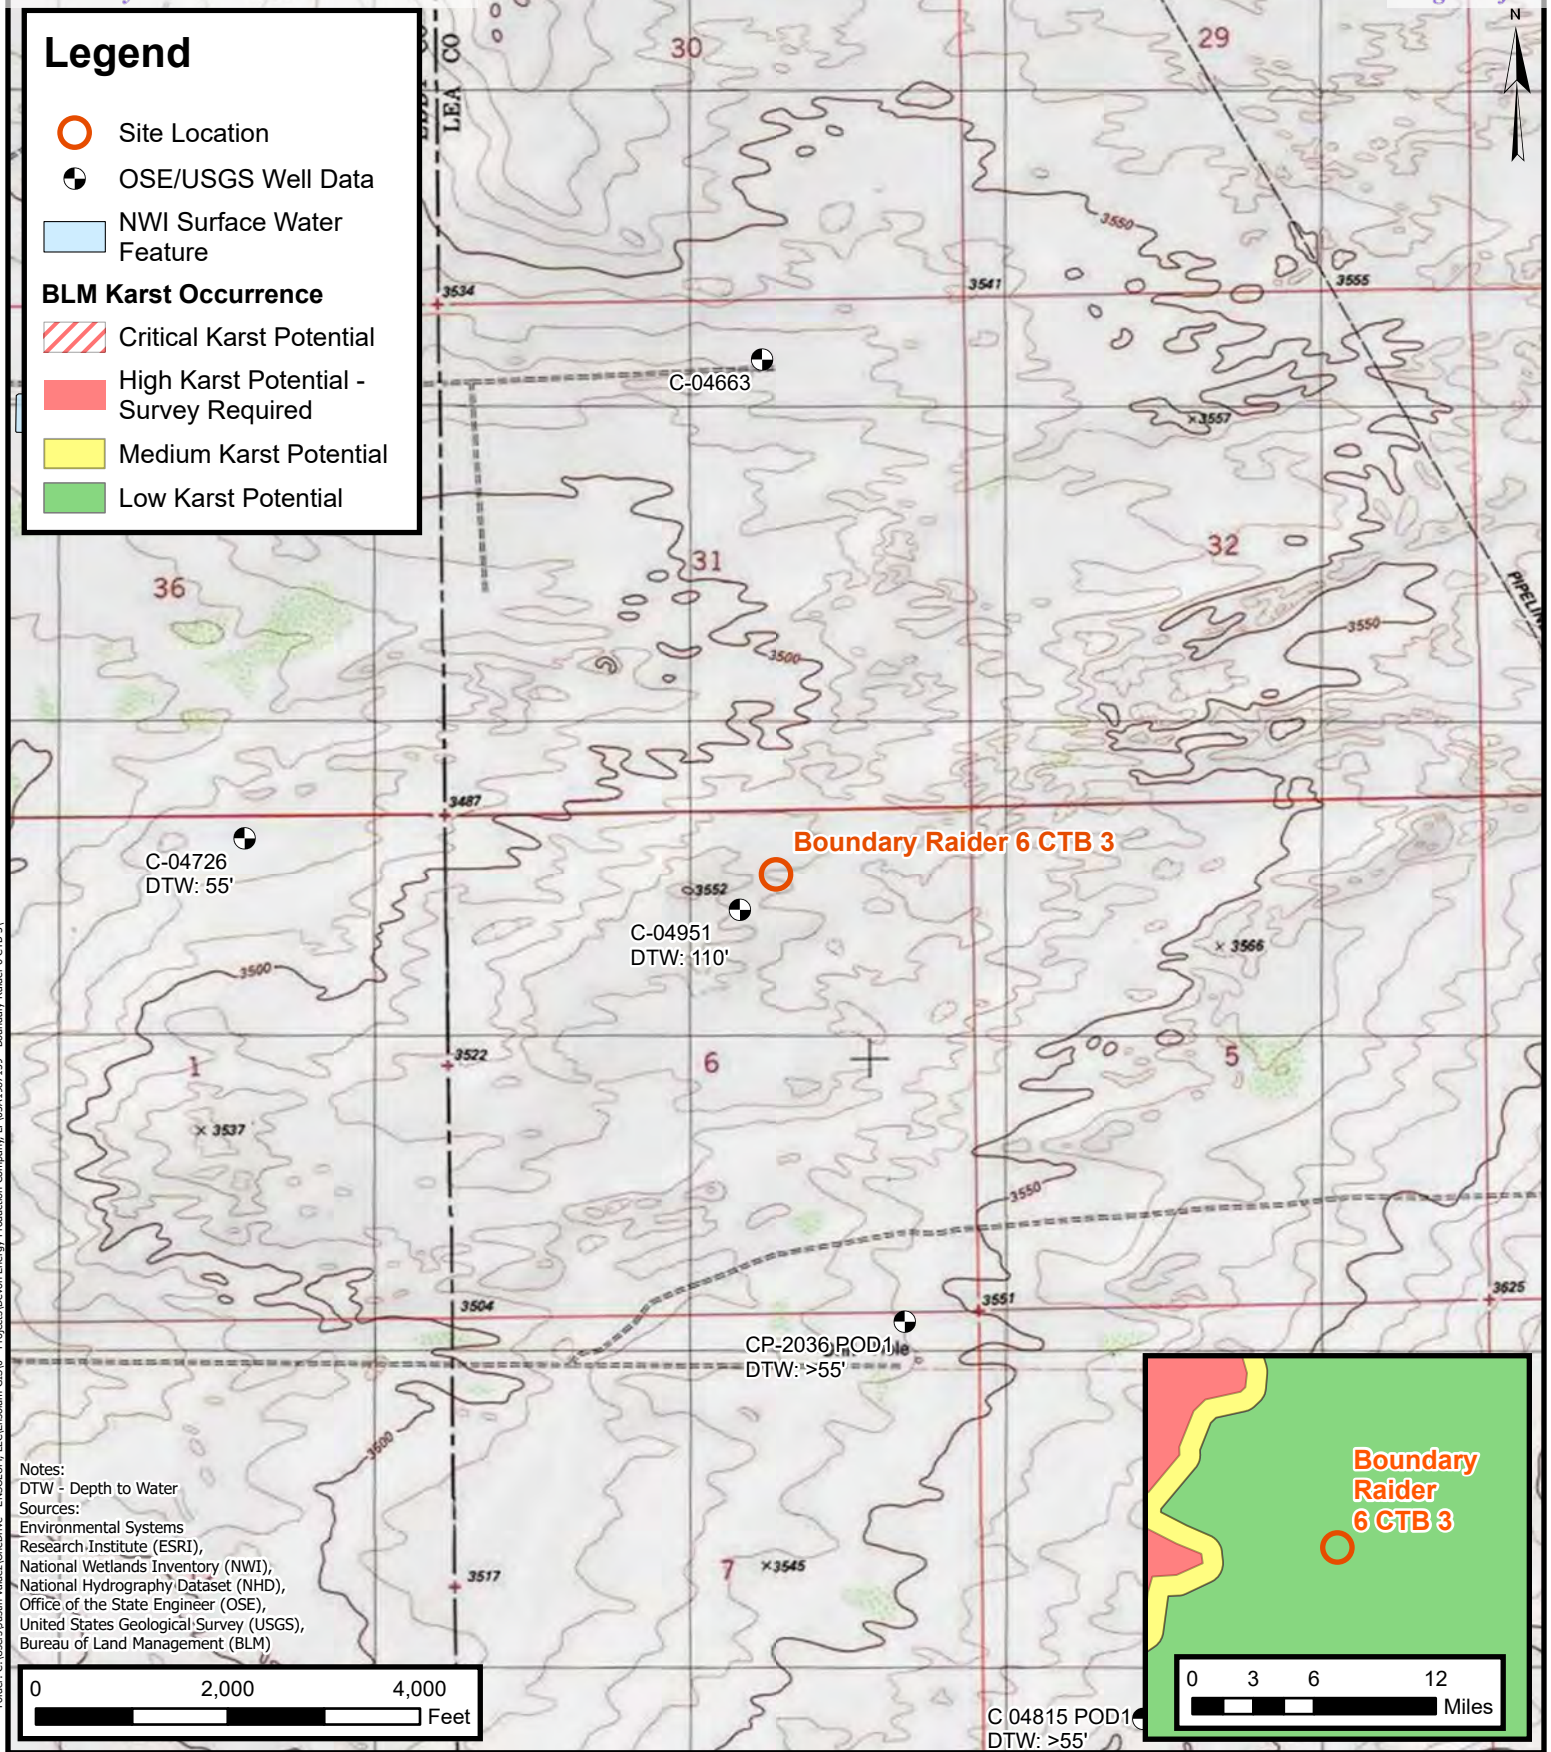 Legend
Site Location
OSE/USGS Well Data
NWI Surface Water
Feature
BLM Karst Occurrence
Critical Karst Potential
High Karst Potential -
Survey Required
Medium Karst Potential
Low Karst Potential
LEA CO
30
29
N
3550
3534
3541
3555
C-04663
3557
36
31
32
PIPELINE
3500
3550
3487
C-04726
DTW: 55'
Boundary Raider 6 CTB 3
3552
C-04951
DTW: 110'
3566
3500
1
3522
6
5
3537
3550
3504
3551
3525
CP-2036 POD1
DTW: >55'
3500
Boundary
Raider
6 CTB 3
Notes:
DTW - Depth to Water
Sources:
Environmental Systems
Research Institute (ESRI),
National Wetlands Inventory (NWI),
National Hydrography Dataset (NHD),
Office of the State Engineer (OSE),
United States Geological Survey (USGS),
Bureau of Land Management (BLM)
3517
7
3545
0 2,000 4,000
Feet
C 04815 POD1
DTW: >55'
0 3 6 12
Miles